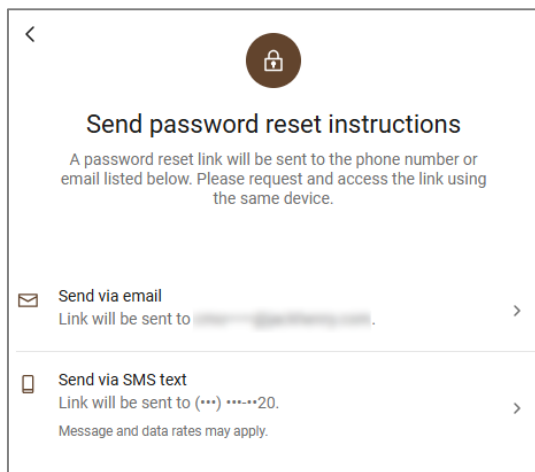 Send password reset instructions
A password reset link will be sent to the phone number or
email listed below. Please request and access the link using
the same device.
Send via email
Link will be sent to .
Send via SMS text
Link will be sent to (•••) •••-••20.
Message and data rates may apply.